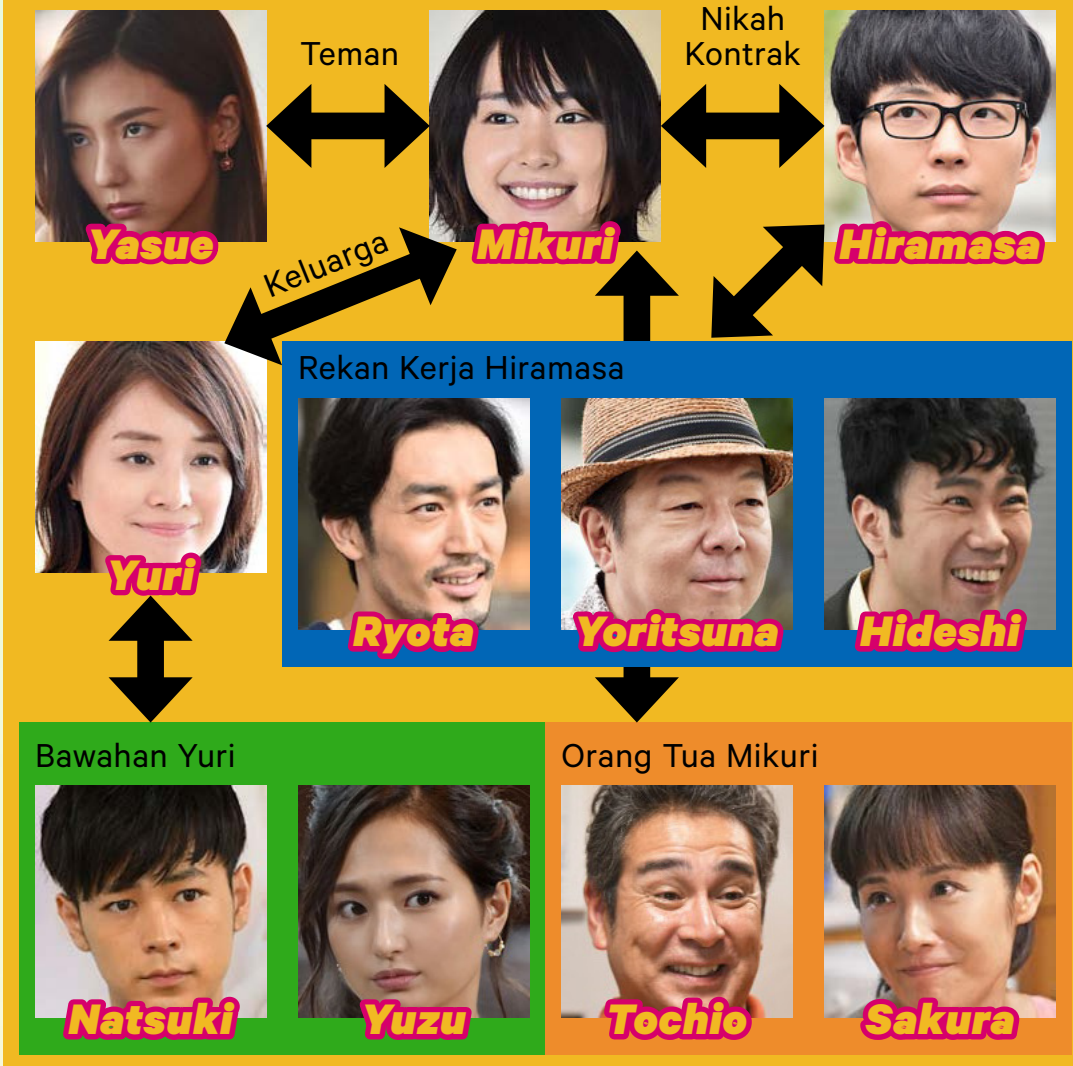 Teman
Nikah
Kontrak
Yasue
Mikuri
Hiramasa
Keluarga
Rekan Kerja Hiramasa
Yuri
Ryota
Yoritsuna
Hideshi
Bawahan Yuri
Orang Tua Mikuri
Natsuki
Yuzu
Tochio
Sakura